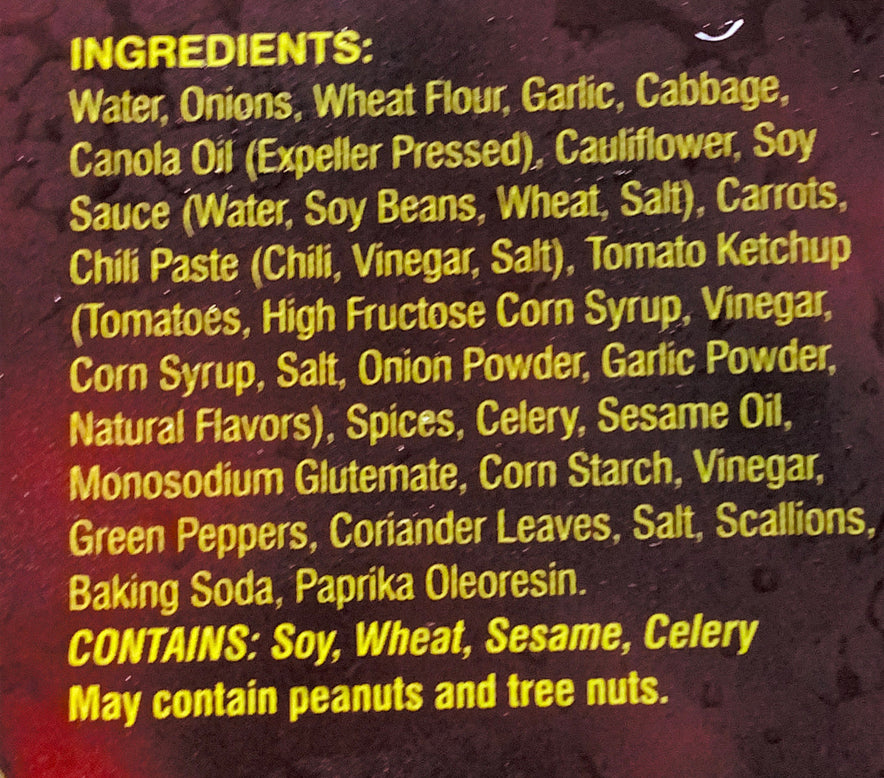 INGREDIENTS:
Water, Onions, Wheat Flour, Garlic, Cabbage,
Canola Oil (Expeller Pressed), Cauliflower, Soy
Sauce (Water, Soy Beans, Wheat, Salt), Carrots,
Chili Paste (Chili, Vinegar, Salt), Tomato Ketchup
(Tomatoes, High Fructose Corn Syrup, Vinegar,
Corn Syrup, Salt, Onion Powder, Garlic Powder,
Natural Flavors), Spices, Celery, Sesame Oil,
Monosodium Glutemate, Corn Starch, Vinegar,
Green Peppers, Coriander Leaves, Salt, Scallions,
Baking Soda, Paprika Oleoresin.
CONTAINS: Soy, Wheat, Sesame, Celery
May contain peanuts and tree nuts.